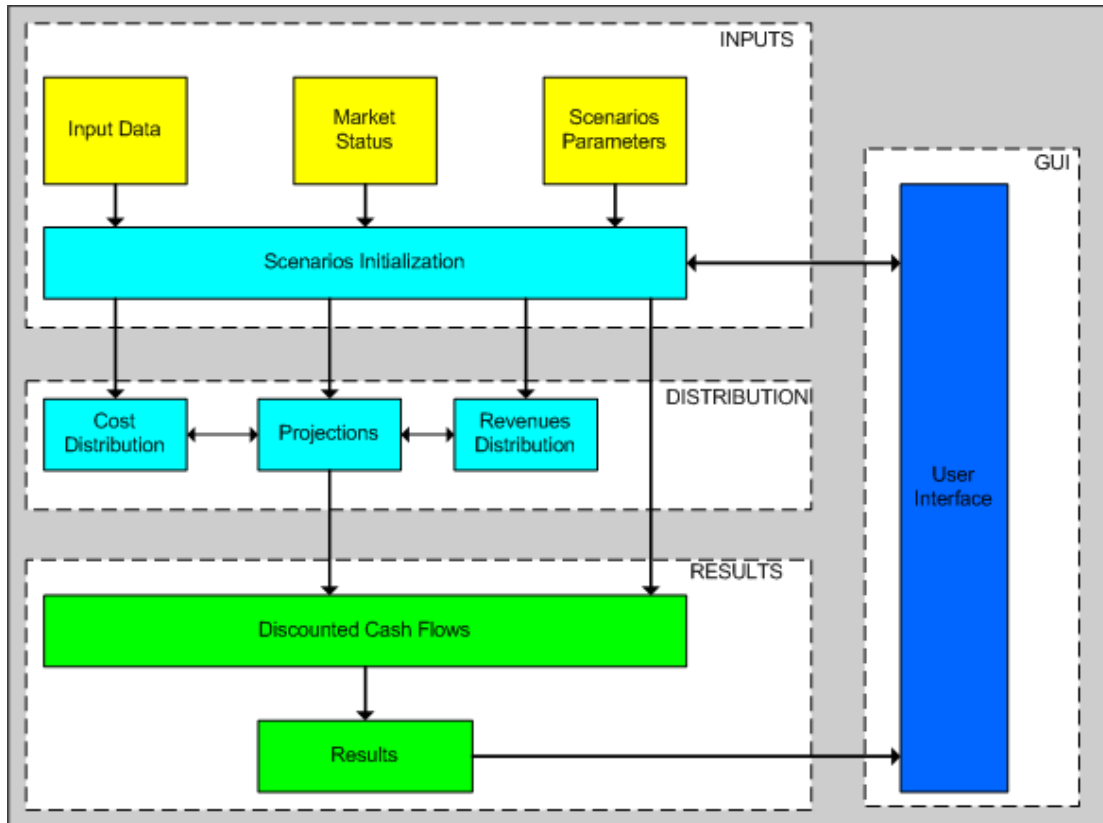 INPUTS
Input Data
Market
Status
Scenarios
Parameters
GUI
Scenarios Initialization
DISTRIBUTION
Cost
Distribution
Projections
Revenues
Distribution
User
Interface
RESULTS
Discounted Cash Flows
Results